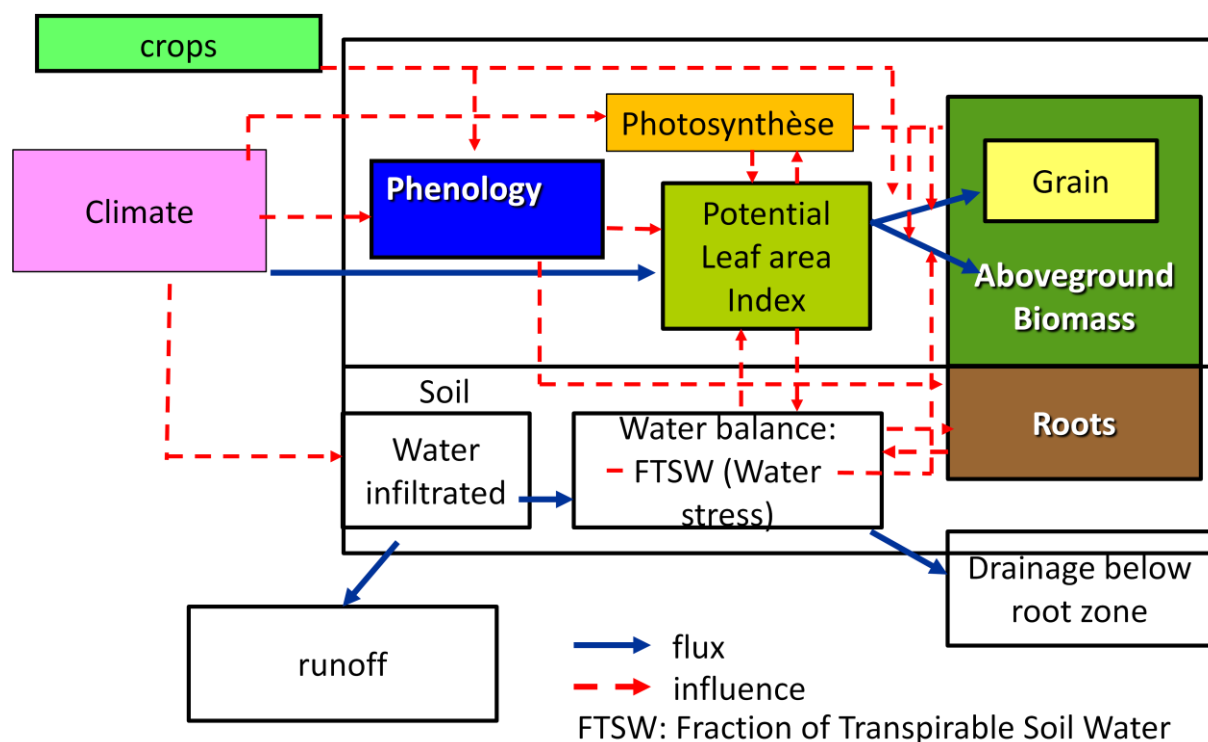 crops
Photosynthèse
Climate
Phenology
Grain
Potential
Leaf area
Index
Aboveground
Biomass
Soil
Roots
Water
infiltrated
Water balance:
FTSW (Water
stress)
Drainage below
root zone
runoff
flux
influence
FTSW: Fraction of Transpirable Soil Water